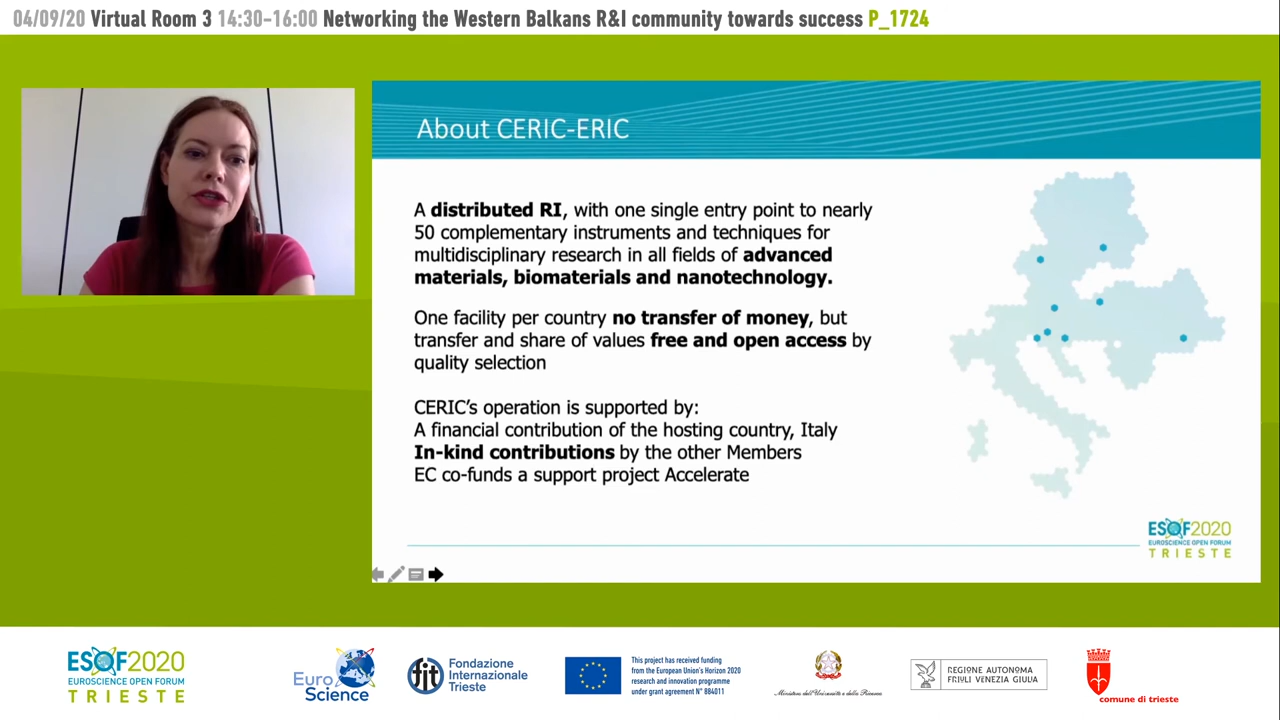 04/09/20 Virtual Room 3 14:30-16:00 Networking the Western Balkans R&I community towards success P_1724
About CERIC-ERIC
A distributed RI, with one single entry point to nearly
50 complementary instruments and techniques for
multidisciplinary research in all fields of advanced
materials, biomaterials and nanotechnology.
One facility per country no transfer of money, but
transfer and share of values free and open access by
quality selection
CERIC's operation is supported by:
A financial contribution of the hosting country, Italy
In-kind contributions by the other Members
EC co-funds a support project Accelerate
ESOF2020
EUROSCIENCE OPEN FORUM
TRIESTE
ESOF2020
EUROSCIENCE OPEN FORUM
TRIESTE
Euro
Science
fit
Fondazione
Internazionale
Trieste
This project has received funding
from the European Union's Horizon 2020
research and innovation programme
under grant agreement N° 884011
Ministero dell'Università e della Ricerca
REGIONE AUTONOMA
FRIULI VENEZIA GIULIA
comune di trieste